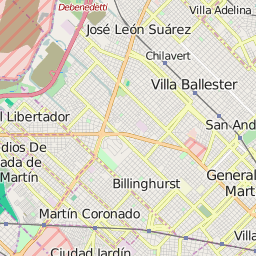 Debenedetti
Villa Adelina
José León Suárez
Chilavert
Villa Ballester
l Libertador
San And
dios De
ada de
Martín
General
Mart
Billinghurst
Martín Coronado
Villa
Ciudad Jardín